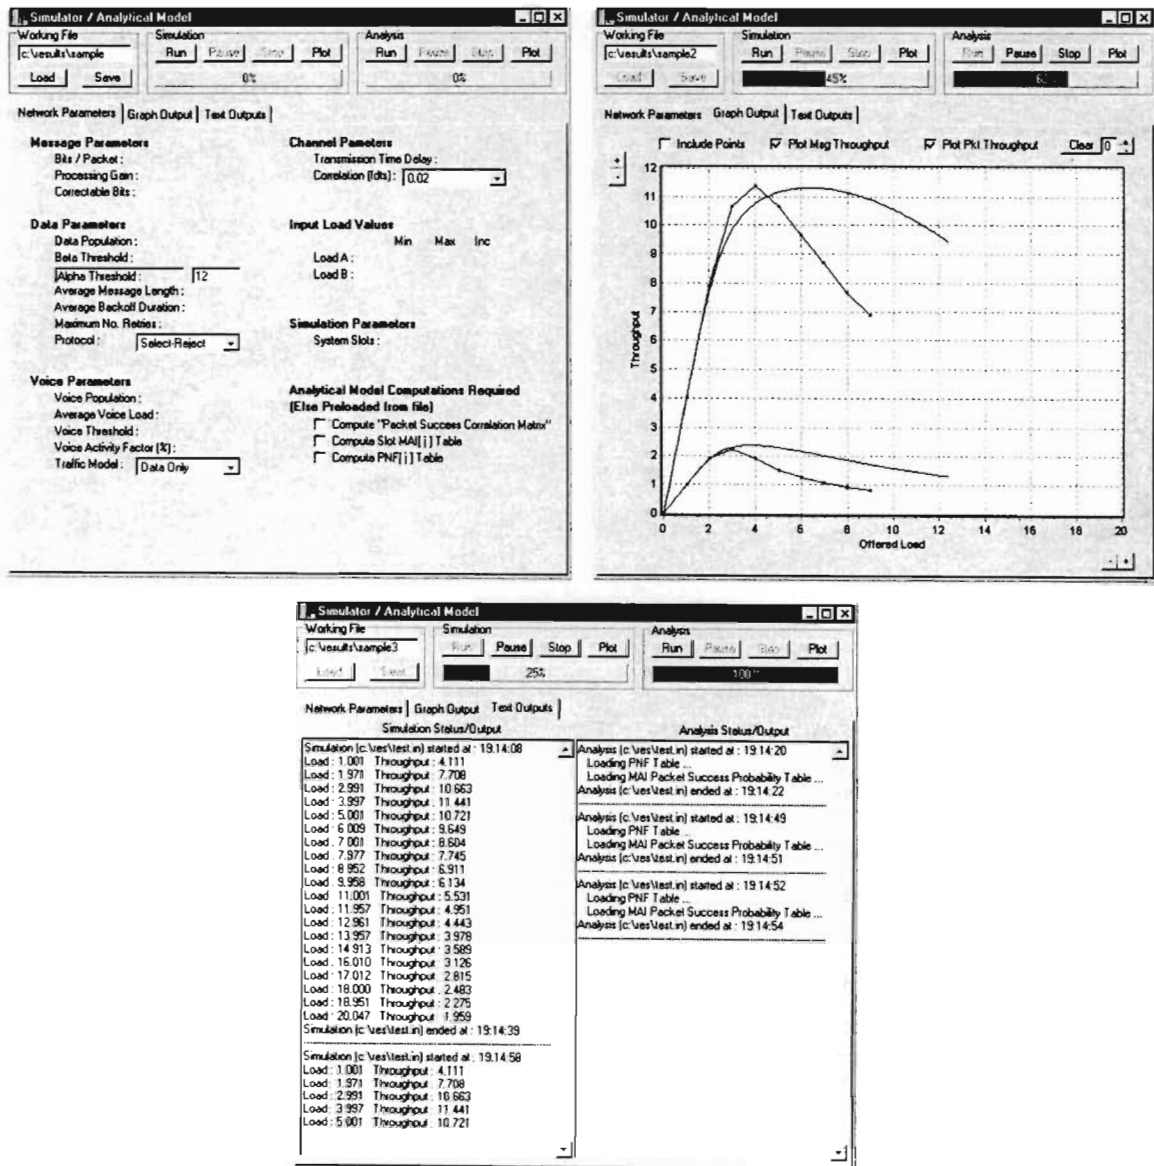 Simulator / Analytical Model
Working File
Simulation
Analysis
c:\results\sample
Run Pause Stop Plot
Run Pause Stop Plot
Load Save
0%
0%
Network Parameters Graph Output Text Outputs
Message Parameters
Bits / Packet :
Processing Gain :
Correctable Bits :
Channel Pameters
Transmission Time Delay :
Correlation (fdts) : 0.02
Data Parameters
Data Population :
Beta Threshold :
Alpha Threshold : 12
Average Message Length :
Average Backoff Duration :
Maximum No. Retries :
Protocol : Select-Reject
Input Load Values
Min Max Inc
Load A :
Load B :
Simulation Parameters
System Slots :
Voice Parameters
Voice Population :
Average Voice Load :
Voice Threshold :
Voice Activity Factor (%) :
Traffic Model : Data Only
Analytical Model Computations Required
(Else Preloaded from file)
Compute "Packet Success Correlation Matrix"
Compute Slot MAI[ i ] Table
Compute PNF[ i ] Table
Simulator / Analytical Model
Working File
Simulation
Analysis
c:\results\sample2
Run Pause Stop Plot
Run Pause Stop Plot
Load Save
45%
Network Parameters Graph Output Text Outputs
Include Points Plot Msg Throughput Plot Pkt Throughput Clear 0
+
-
12
11
10
9
8
7
6
5
4
3
2
1
0
Throughput
0 2 4 6 8 10 12 14 16 18 20
Offered Load
- +
Simulator / Analytical Model
Working File
Simulation
Analysis
c:\results\sample3
Run Pause Stop Plot
Run Pause Stop Plot
Load Save
25%
100%
Network Parameters Graph Output Text Outputs
Simulation Status/Output
Simulation (c:\res\test.in) started at : 19:14:08
Load : 1.001 Throughput : 4.111
Load : 1.971 Throughput : 7.708
Load : 2.991 Throughput : 10.663
Load : 3.997 Throughput : 11.441
Load : 5.001 Throughput : 10.721
Load : 6.009 Throughput : 9.649
Load : 7.001 Throughput : 8.604
Load : 7.977 Throughput : 7.745
Load : 8.952 Throughput : 6.911
Load : 9.958 Throughput : 6.134
Load : 11.001 Throughput : 5.531
Load : 11.957 Throughput : 4.951
Load : 12.961 Throughput : 4.443
Load : 13.957 Throughput : 3.978
Load : 14.913 Throughput : 3.589
Load : 16.010 Throughput : 3.126
Load : 17.012 Throughput : 2.815
Load : 18.000 Throughput : 2.483
Load : 18.951 Throughput : 2.275
Load : 20.047 Throughput : 1.959
Simulation (c:\res\test.in) ended at : 19:14:39
Simulation (c:\res\test.in) started at : 19:14:58
Load : 1.001 Throughput : 4.111
Load : 1.971 Throughput : 7.708
Load : 2.991 Throughput : 10.663
Load : 3.997 Throughput : 11.441
Load : 5.001 Throughput : 10.721
Analysis Status/Output
Analysis (c:\res\test.in) started at : 19:14:20
Loading PNF Table ...
Loading MAI Packet Success Probability Table ...
Analysis (c:\res\test.in) ended at : 19:14:22
Analysis (c:\res\test.in) started at : 19:14:49
Loading PNF Table ...
Loading MAI Packet Success Probability Table ...
Analysis (c:\res\test.in) ended at : 19:14:51
Analysis (c:\res\test.in) started at : 19:14:52
Loading PNF Table ...
Loading MAI Packet Success Probability Table ...
Analysis (c:\res\test.in) ended at : 19:14:54